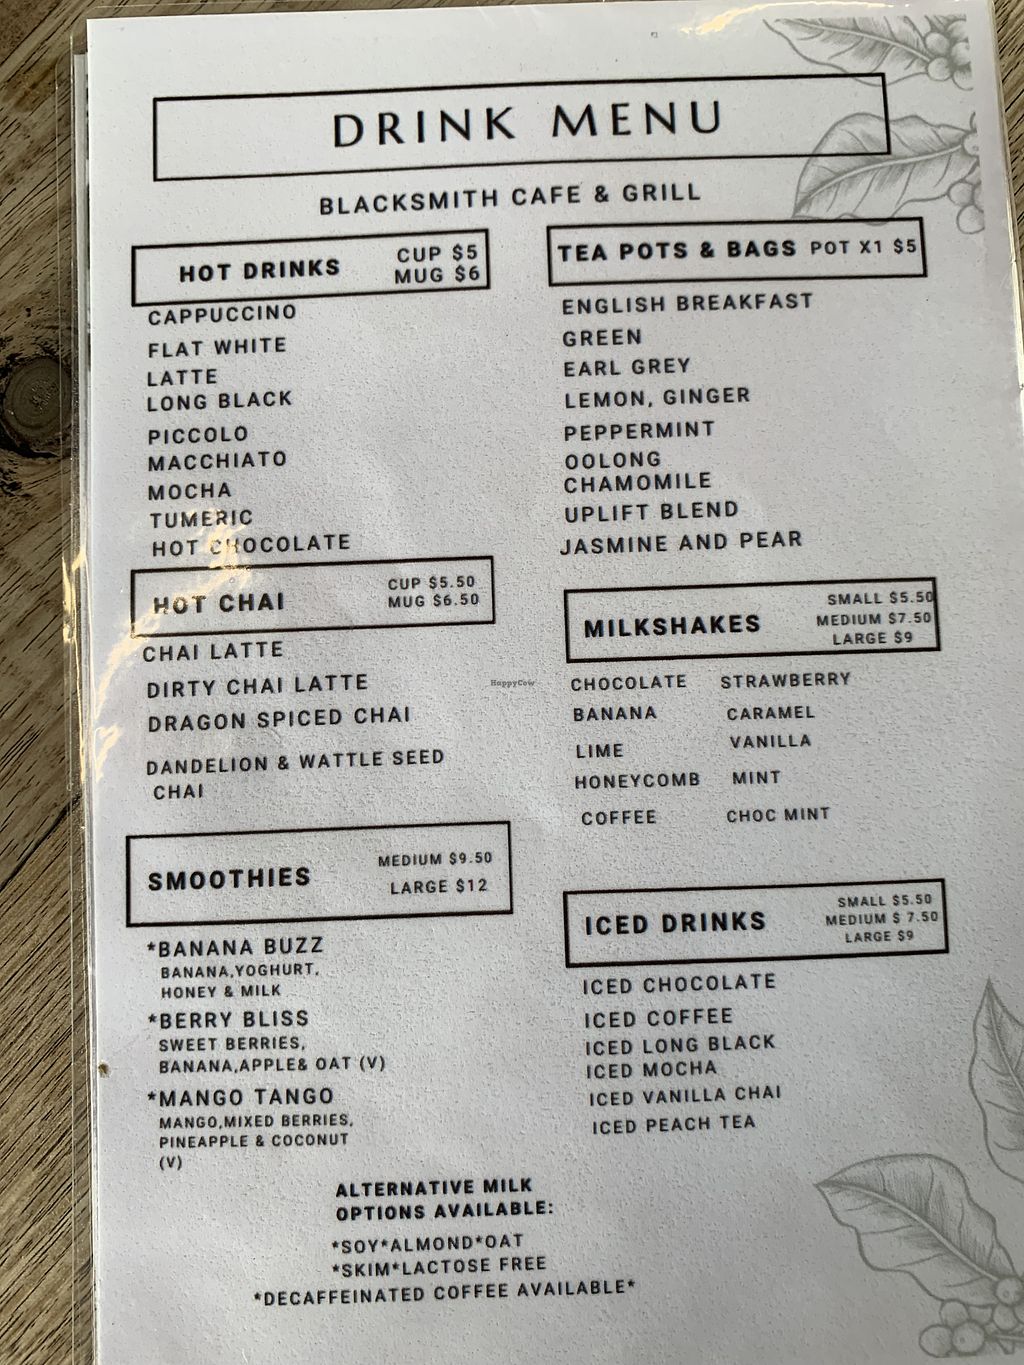 DRINK MENU
BLACKSMITH CAFE & GRILL
HOT DRINKS
CUP $5
MUG $6
CAPPUCCINO
FLAT WHITE
LATTE
LONG BLACK
PICCOLO
MACCHIATO
MOCHA
TUMERIC
HOT CHOCOLATE
HOT CHAI
CUP $5.50
MUG $6.50
CHAI LATTE
DIRTY CHAI LATTE
DRAGON SPICED CHAI
DANDELION & WATTLE SEED
CHAI
SMOOTHIES
MEDIUM $9.50
LARGE $12
*BANANA BUZZ
BANANA,YOGHURT,
HONEY & MILK
*BERRY BLISS
SWEET BERRIES,
BANANA,APPLE& OAT (V)
*MANGO TANGO
MANGO,MIXED BERRIES,
PINEAPPLE & COCONUT
(V)
TEA POTS & BAGS POT X1 $5
ENGLISH BREAKFAST
GREEN
EARL GREY
LEMON, GINGER
PEPPERMINT
OOLONG
CHAMOMILE
UPLIFT BLEND
JASMINE AND PEAR
MILKSHAKES
SMALL $5.50
MEDIUM $7.50
LARGE $9
CHOCOLATE STRAWBERRY
BANANA CARAMEL
LIME VANILLA
HONEYCOMB MINT
COFFEE CHOC MINT
ICED DRINKS
SMALL $5.50
MEDIUM $ 7.50
LARGE $9
ICED CHOCOLATE
ICED COFFEE
ICED LONG BLACK
ICED MOCHA
ICED VANILLA CHAI
ICED PEACH TEA
ALTERNATIVE MILK
OPTIONS AVAILABLE:
*SOY*ALMOND*OAT
*SKIM*LACTOSE FREE
*DECAFFEINATED COFFEE AVAILABLE*
HappyCow